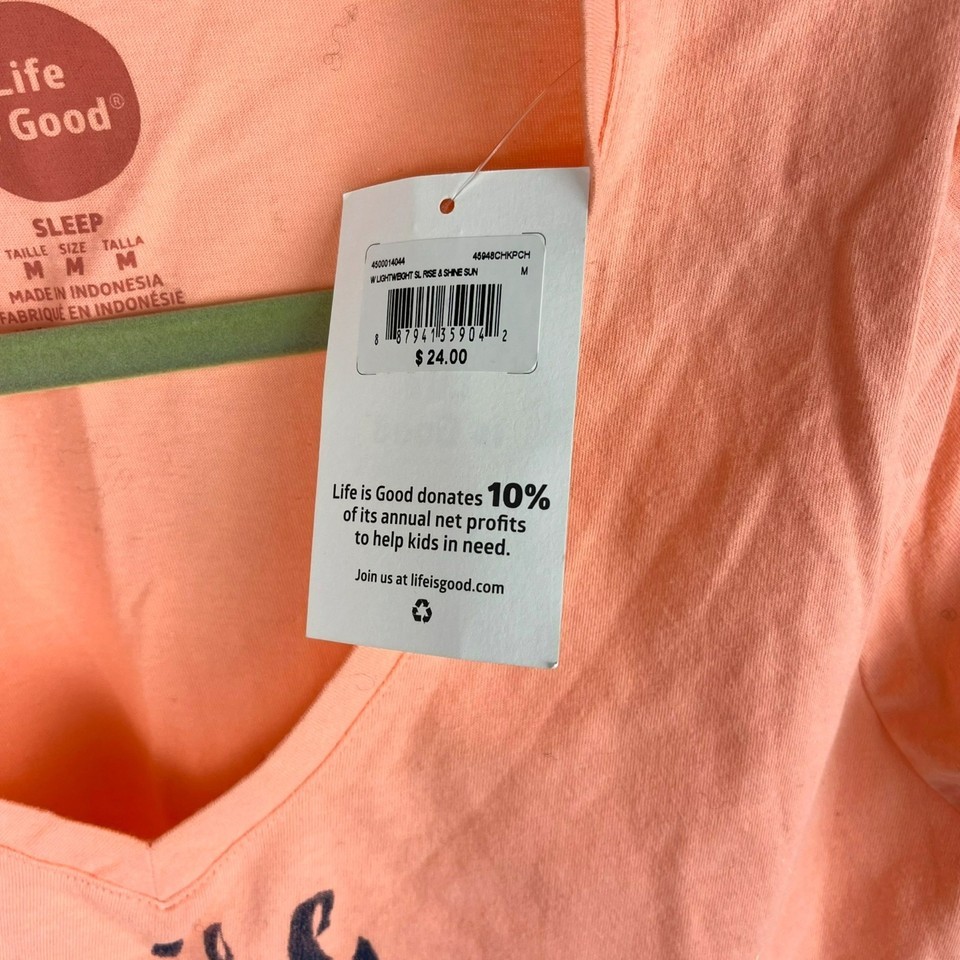 Life
Good®
SLEEP
TAILLE SIZE TALLA
M M M
MADE IN INDONESIA
FABRIQUÉ EN INDONÉSIE
4500014044 45948CHKPCH
W LIGHTWEIGHT SL RISE & SHINE SUN M
8 87941 35904 2
$ 24.00
Life is Good donates 10%
of its annual net profits
to help kids in need.
Join us at lifeisgood.com